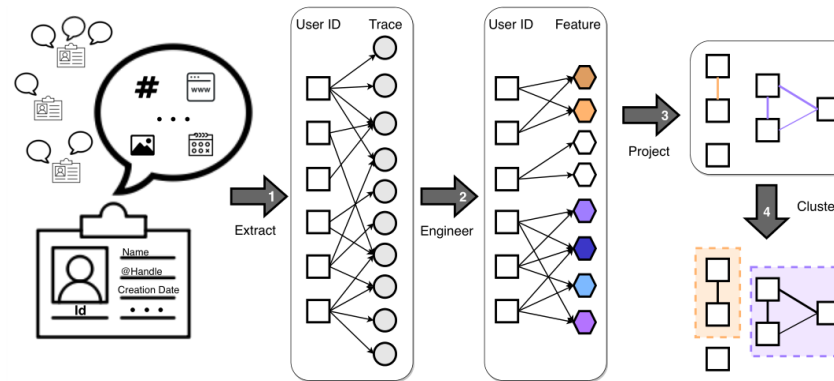 #
www
• • •
Name
@Handle
Creation Date
• • •
Id
1
Extract
User ID Trace
2
Engineer
User ID Feature
3
Project
4
Cluste